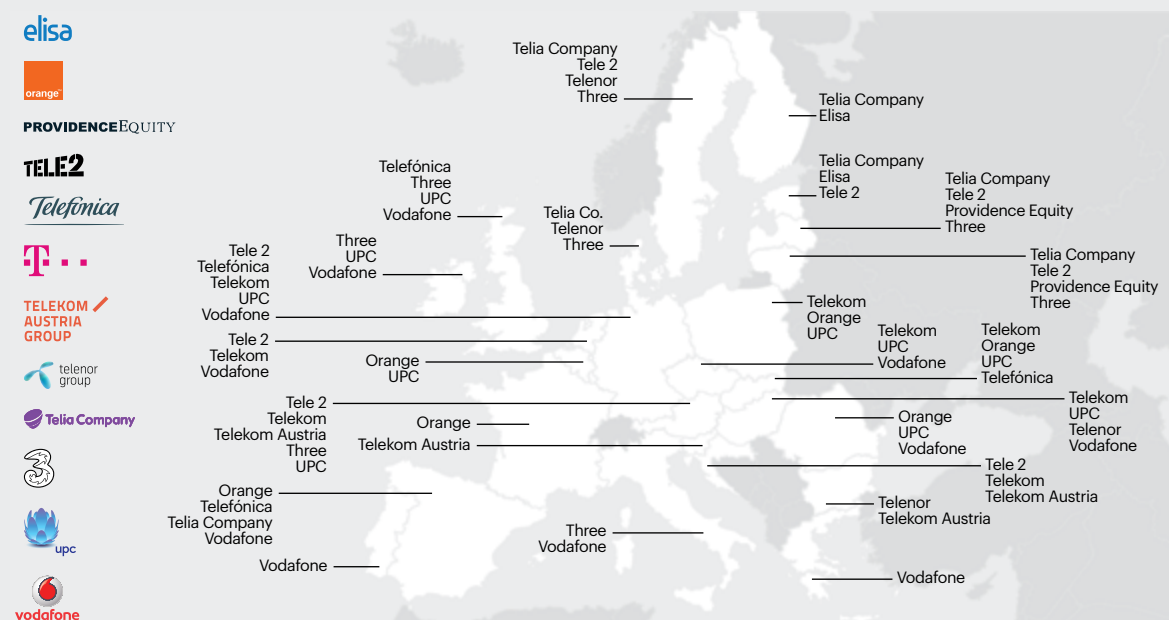 elisa
orange™
PROVIDENCE EQUITY
TELE2
Telefónica
T
TELEKOM
AUSTRIA
GROUP
telenor
group
Telia Company
3
upc
vodafone
Telia Company
Tele 2
Telenor
Three
Telia Company
Elisa
Telia Company
Elisa
Tele 2
Telia Company
Tele 2
Providence Equity
Three
Telefónica
Three
UPC
Vodafone
Telia Co.
Telenor
Three
Three
UPC
Vodafone
Telia Company
Tele 2
Providence Equity
Three
Tele 2
Telefónica
Telekom
UPC
Vodafone
Telekom
Orange
UPC
Tele 2
Telekom
Vodafone
Orange
UPC
Telekom
UPC
Vodafone
Telekom
Orange
UPC
Telefónica
Tele 2
Telekom
Telekom Austria
Three
UPC
Orange
Telekom Austria
Orange
UPC
Vodafone
Telekom
UPC
Telenor
Vodafone
Tele 2
Telekom
Telekom Austria
Orange
Telefónica
Telia Company
Vodafone
Telenor
Telekom Austria
Three
Vodafone
Vodafone
Vodafone